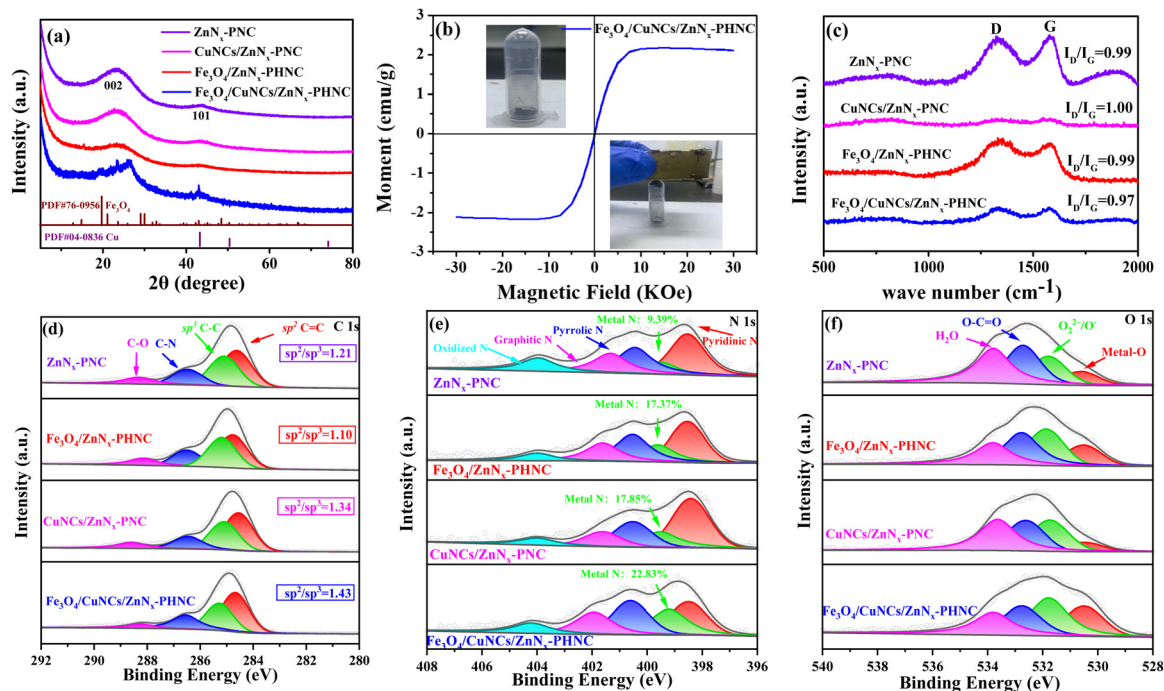 (a)
ZnNₓ-PNC
CuNCs/ZnNₓ-PNC
Fe₃O₄/ZnNₓ-PHNC
Fe₃O₄/CuNCs/ZnNₓ-PHNC
002
101
PDF#76-0956 Fe₃O₄
PDF#04-0836 Cu
20 40 60 80
2θ (degree)
Intensity (a.u.)
(b)
Fe₃O₄/CuNCs/ZnNₓ-PHNC
3
2
1
0
-1
-2
-3
-30 -20 -10 0 10 20 30
Magnetic Field (KOe)
Moment (emu/g)
(c)
D G
I_D/I_G=0.99
ZnNₓ-PNC
CuNCs/ZnNₓ-PNC
I_D/I_G=1.00
Fe₃O₄/ZnNₓ-PHNC
I_D/I_G=0.99
Fe₃O₄/CuNCs/ZnNₓ-PHNC
I_D/I_G=0.97
500 1000 1500 2000
wave number (cm⁻¹)
Intensity (a.u.)
(d)
C 1s
sp³ C-C
sp² C=C
C-O
C-N
sp²/sp³=1.21
ZnNₓ-PNC
sp²/sp³=1.10
Fe₃O₄/ZnNₓ-PHNC
sp²/sp³=1.34
CuNCs/ZnNₓ-PNC
sp²/sp³=1.43
Fe₃O₄/CuNCs/ZnNₓ-PHNC
292 290 288 286 284 282 280
Binding Energy (eV)
Intensity (a.u.)
(e)
N 1s
Metal N: 9.39%
Pyrrolic N
Graphitic N
Oxidized N
Pyridinic N
ZnNₓ-PNC
Metal N: 17.37%
Fe₃O₄/ZnNₓ-PHNC
Metal N: 17.85%
CuNCs/ZnNₓ-PNC
Metal N: 22.83%
Fe₃O₄/CuNCs/ZnNₓ-PHNC
408 406 404 402 400 398 396
Binding Energy (eV)
Intensity (a.u.)
(f)
O 1s
O-C=O
H₂O
O₂²⁻/O⁻
Metal-O
ZnNₓ-PNC
Fe₃O₄/ZnNₓ-PHNC
CuNCs/ZnNₓ-PNC
Fe₃O₄/CuNCs/ZnNₓ-PHNC
540 538 536 534 532 530 528
Binding Energy (eV)
Intensity (a.u.)